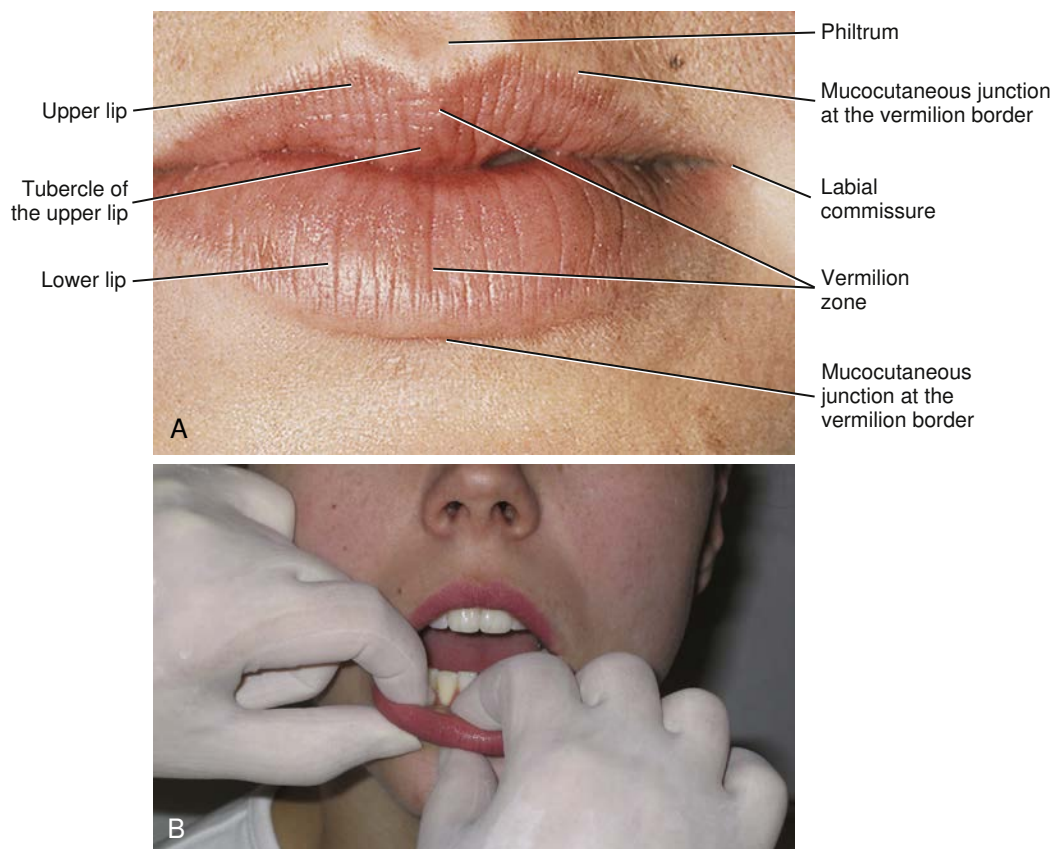 Philtrum
Mucocutaneous junction
at the vermilion border
Upper lip
Tubercle of
the upper lip
Labial
commissure
Lower lip
Vermilion
zone
Mucocutaneous
junction at the
vermilion border
A
B